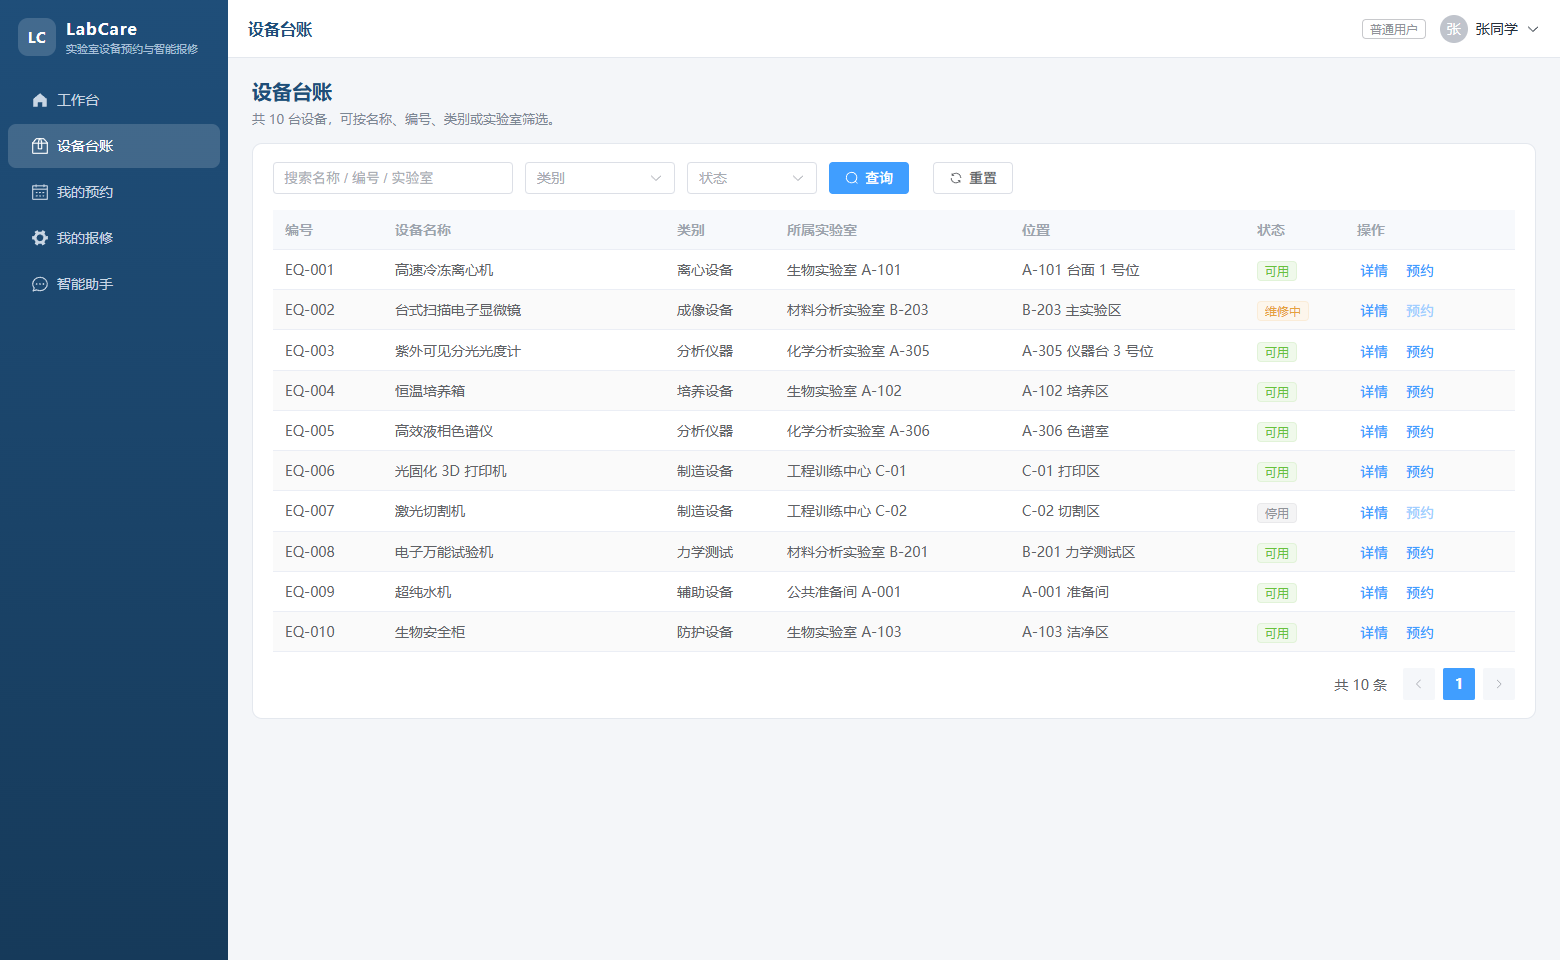 LC
LabCare
实验室设备预约与智能报修
工作台
设备台账
我的预约
我的报修
智能助手
设备台账
普通用户 张 张同学
设备台账
共 10 台设备，可按名称、编号、类别或实验室筛选。
搜索名称 / 编号 / 实验室 类别 状态 查询 重置
编号 设备名称 类别 所属实验室 位置 状态 操作
EQ-001 高速冷冻离心机 离心设备 生物实验室 A-101 A-101 台面 1 号位 可用 详情 预约
EQ-002 台式扫描电子显微镜 成像设备 材料分析实验室 B-203 B-203 主实验区 维修中 详情 预约
EQ-003 紫外可见分光光度计 分析仪器 化学分析实验室 A-305 A-305 仪器台 3 号位 可用 详情 预约
EQ-004 恒温培养箱 培养设备 生物实验室 A-102 A-102 培养区 可用 详情 预约
EQ-005 高效液相色谱仪 分析仪器 化学分析实验室 A-306 A-306 色谱室 可用 详情 预约
EQ-006 光固化 3D 打印机 制造设备 工程训练中心 C-01 C-01 打印区 可用 详情 预约
EQ-007 激光切割机 制造设备 工程训练中心 C-02 C-02 切割区 停用 详情 预约
EQ-008 电子万能试验机 力学测试 材料分析实验室 B-201 B-201 力学测试区 可用 详情 预约
EQ-009 超纯水机 辅助设备 公共准备间 A-001 A-001 准备间 可用 详情 预约
EQ-010 生物安全柜 防护设备 生物实验室 A-103 A-103 洁净区 可用 详情 预约
共 10 条 1